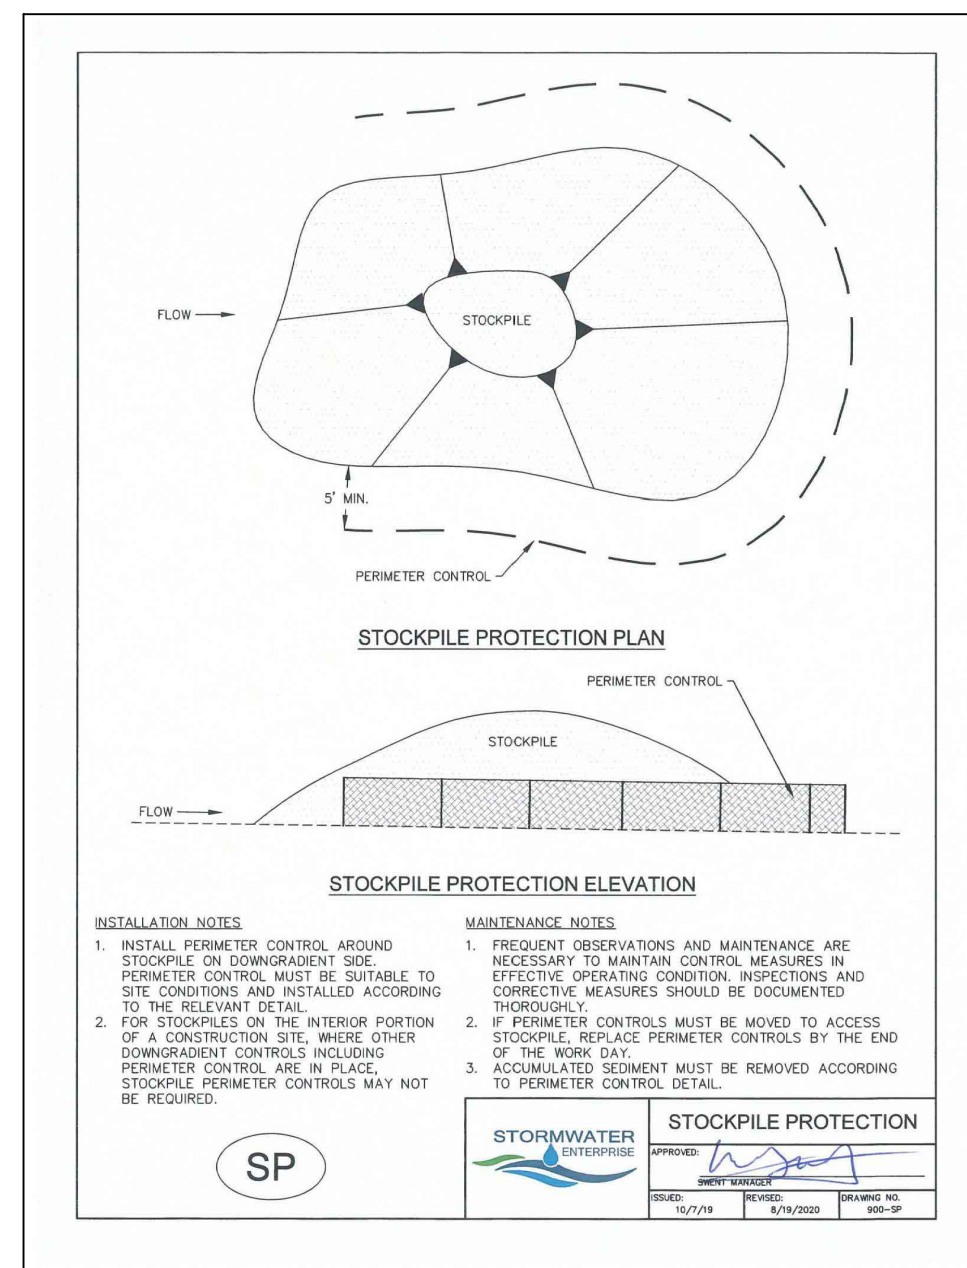 FLOW
STOCKPILE
5' MIN.
PERIMETER CONTROL
STOCKPILE PROTECTION PLAN
PERIMETER CONTROL
STOCKPILE
FLOW
STOCKPILE PROTECTION ELEVATION
INSTALLATION NOTES
1. INSTALL PERIMETER CONTROL AROUND
STOCKPILE ON DOWNGRADIENT SIDE.
PERIMETER CONTROL MUST BE SUITABLE TO
SITE CONDITIONS AND INSTALLED ACCORDING
TO THE RELEVANT DETAIL.
2. FOR STOCKPILES ON THE INTERIOR PORTION
OF A CONSTRUCTION SITE, WHERE OTHER
DOWNGRADIENT CONTROLS INCLUDING
PERIMETER CONTROL ARE IN PLACE,
STOCKPILE PERIMETER CONTROLS MAY NOT
BE REQUIRED.
MAINTENANCE NOTES
1. FREQUENT OBSERVATIONS AND MAINTENANCE ARE
NECESSARY TO MAINTAIN CONTROL MEASURES IN
EFFECTIVE OPERATING CONDITION. INSPECTIONS AND
CORRECTIVE MEASURES SHOULD BE DOCUMENTED
THOROUGHLY.
2. IF PERIMETER CONTROLS MUST BE MOVED TO ACCESS
STOCKPILE, REPLACE PERIMETER CONTROLS BY THE END
OF THE WORK DAY.
3. ACCUMULATED SEDIMENT MUST BE REMOVED ACCORDING
TO PERIMETER CONTROL DETAIL.
SP
STORMWATER
ENTERPRISE
STOCKPILE PROTECTION
APPROVED:
SWENT MANAGER
ISSUED:
10/7/19
REVISED:
8/19/2020
DRAWING NO.
900-SP